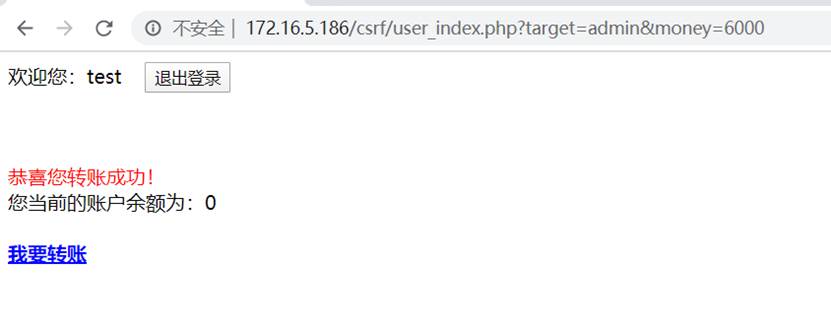 不安全 | 172.16.5.186/csrf/user_index.php?target=admin&money=6000
欢迎您：test 退出登录
恭喜您转账成功！
您当前的账户余额为：0
我要转账